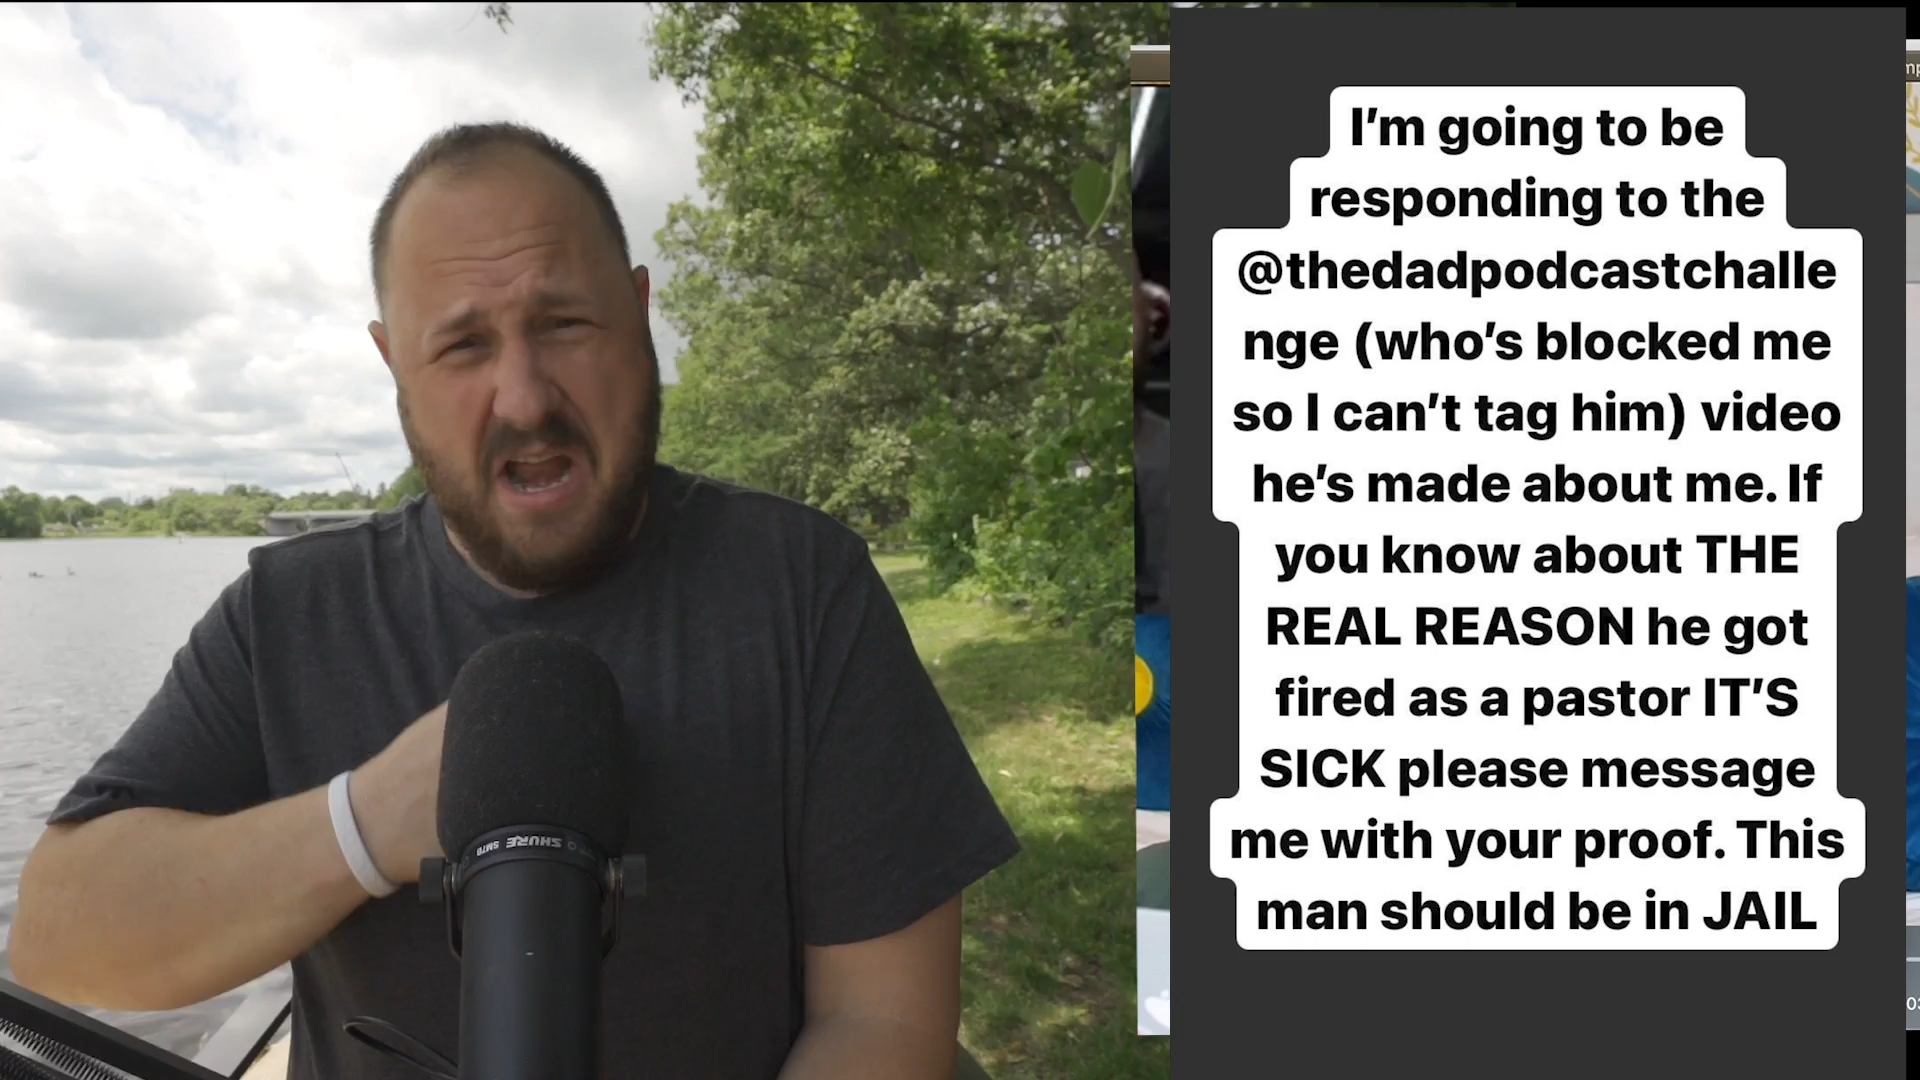 I'm going to be
responding to the
@thedadpodcastchalle
nge (who's blocked me
so I can't tag him) video
he's made about me. If
you know about THE
REAL REASON he got
fired as a pastor IT'S
SICK please message
me with your proof. This
man should be in JAIL
SHURE SM7B